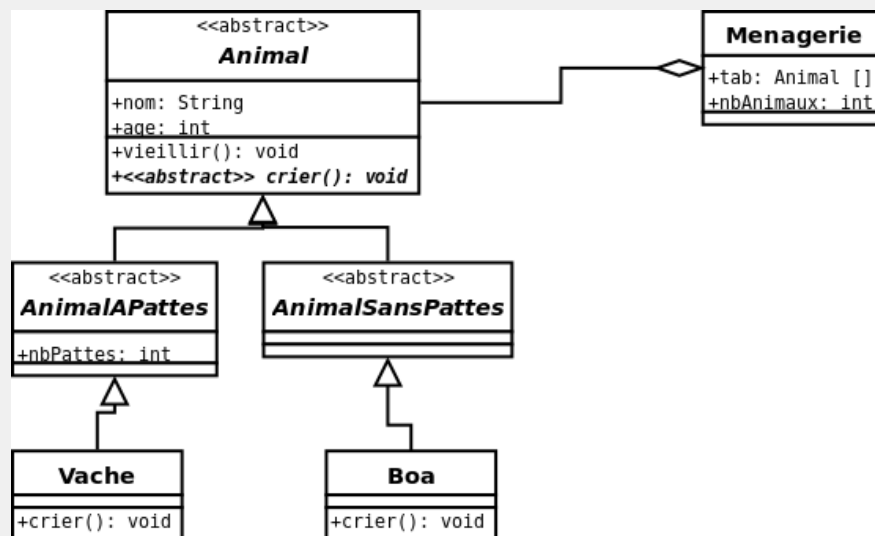 <<abstract>>
Animal
+nom: String
+age: int
+vieillir(): void
+<<abstract>> crier(): void
Menagerie
+tab: Animal []
+nbAnimaux: int
<<abstract>>
AnimalAPattes
+nbPattes: int
<<abstract>>
AnimalSansPattes
Vache
+crier(): void
Boa
+crier(): void